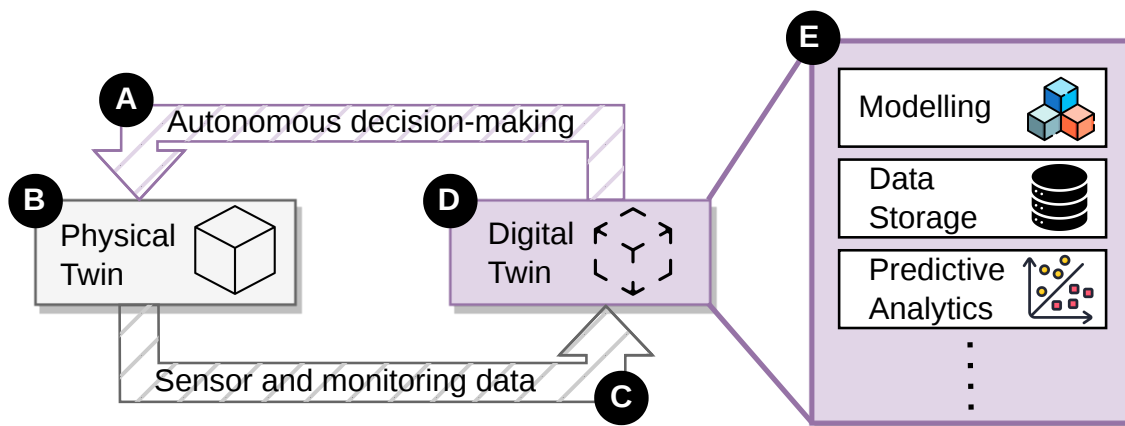 E
A
Modelling
Autonomous decision-making
B
D
Data
Storage
Physical
Twin
Digital
Twin
Predictive
Analytics
Sensor and monitoring data
C